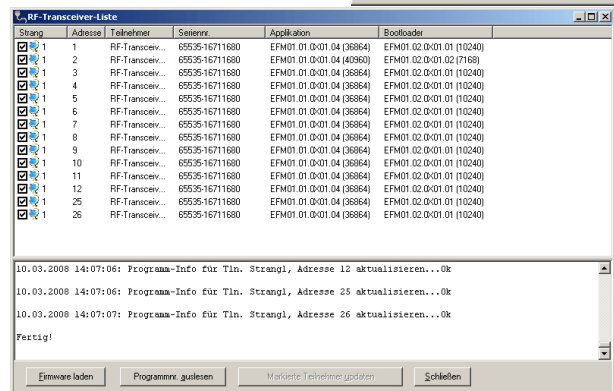 RF-Transceiver-Liste
Strang Adresse Teilnehmer Seriennr. Applikation Bootloader
1 1 RF-Transceiv... 65535-16711680 EFM01.01.0X01.04 (36864) EFM01.02.0X01.01 (10240)
1 2 RF-Transceiv... 65535-16711680 EFM01.01.0X01.04 (40960) EFM01.02.0X01.02 (7168)
1 3 RF-Transceiv... 65535-16711680 EFM01.01.0X01.04 (36864) EFM01.02.0X01.01 (10240)
1 4 RF-Transceiv... 65535-16711680 EFM01.01.0X01.04 (36864) EFM01.02.0X01.01 (10240)
1 5 RF-Transceiv... 65535-16711680 EFM01.01.0X01.04 (36864) EFM01.02.0X01.01 (10240)
1 6 RF-Transceiv... 65535-16711680 EFM01.01.0X01.04 (36864) EFM01.02.0X01.01 (10240)
1 7 RF-Transceiv... 65535-16711680 EFM01.01.0X01.04 (36864) EFM01.02.0X01.01 (10240)
1 8 RF-Transceiv... 65535-16711680 EFM01.01.0X01.04 (36864) EFM01.02.0X01.01 (10240)
1 9 RF-Transceiv... 65535-16711680 EFM01.01.0X01.04 (36864) EFM01.02.0X01.01 (10240)
1 10 RF-Transceiv... 65535-16711680 EFM01.01.0X01.04 (36864) EFM01.02.0X01.01 (10240)
1 11 RF-Transceiv... 65535-16711680 EFM01.01.0X01.04 (36864) EFM01.02.0X01.01 (10240)
1 12 RF-Transceiv... 65535-16711680 EFM01.01.0X01.04 (36864) EFM01.02.0X01.01 (10240)
1 25 RF-Transceiv... 65535-16711680 EFM01.01.0X01.04 (36864) EFM01.02.0X01.01 (10240)
1 26 RF-Transceiv... 65535-16711680 EFM01.01.0X01.04 (36864) EFM01.02.0X01.01 (10240)
10.03.2008 14:07:06: Programm-Info für Tln. Strang1, Adresse 12 aktualisieren...Ok
10.03.2008 14:07:06: Programm-Info für Tln. Strang1, Adresse 25 aktualisieren...Ok
10.03.2008 14:07:07: Programm-Info für Tln. Strang1, Adresse 26 aktualisieren...Ok
Fertig!
Firmware laden Programmnr. auslesen Markierte Teilnehmer updaten Schließen